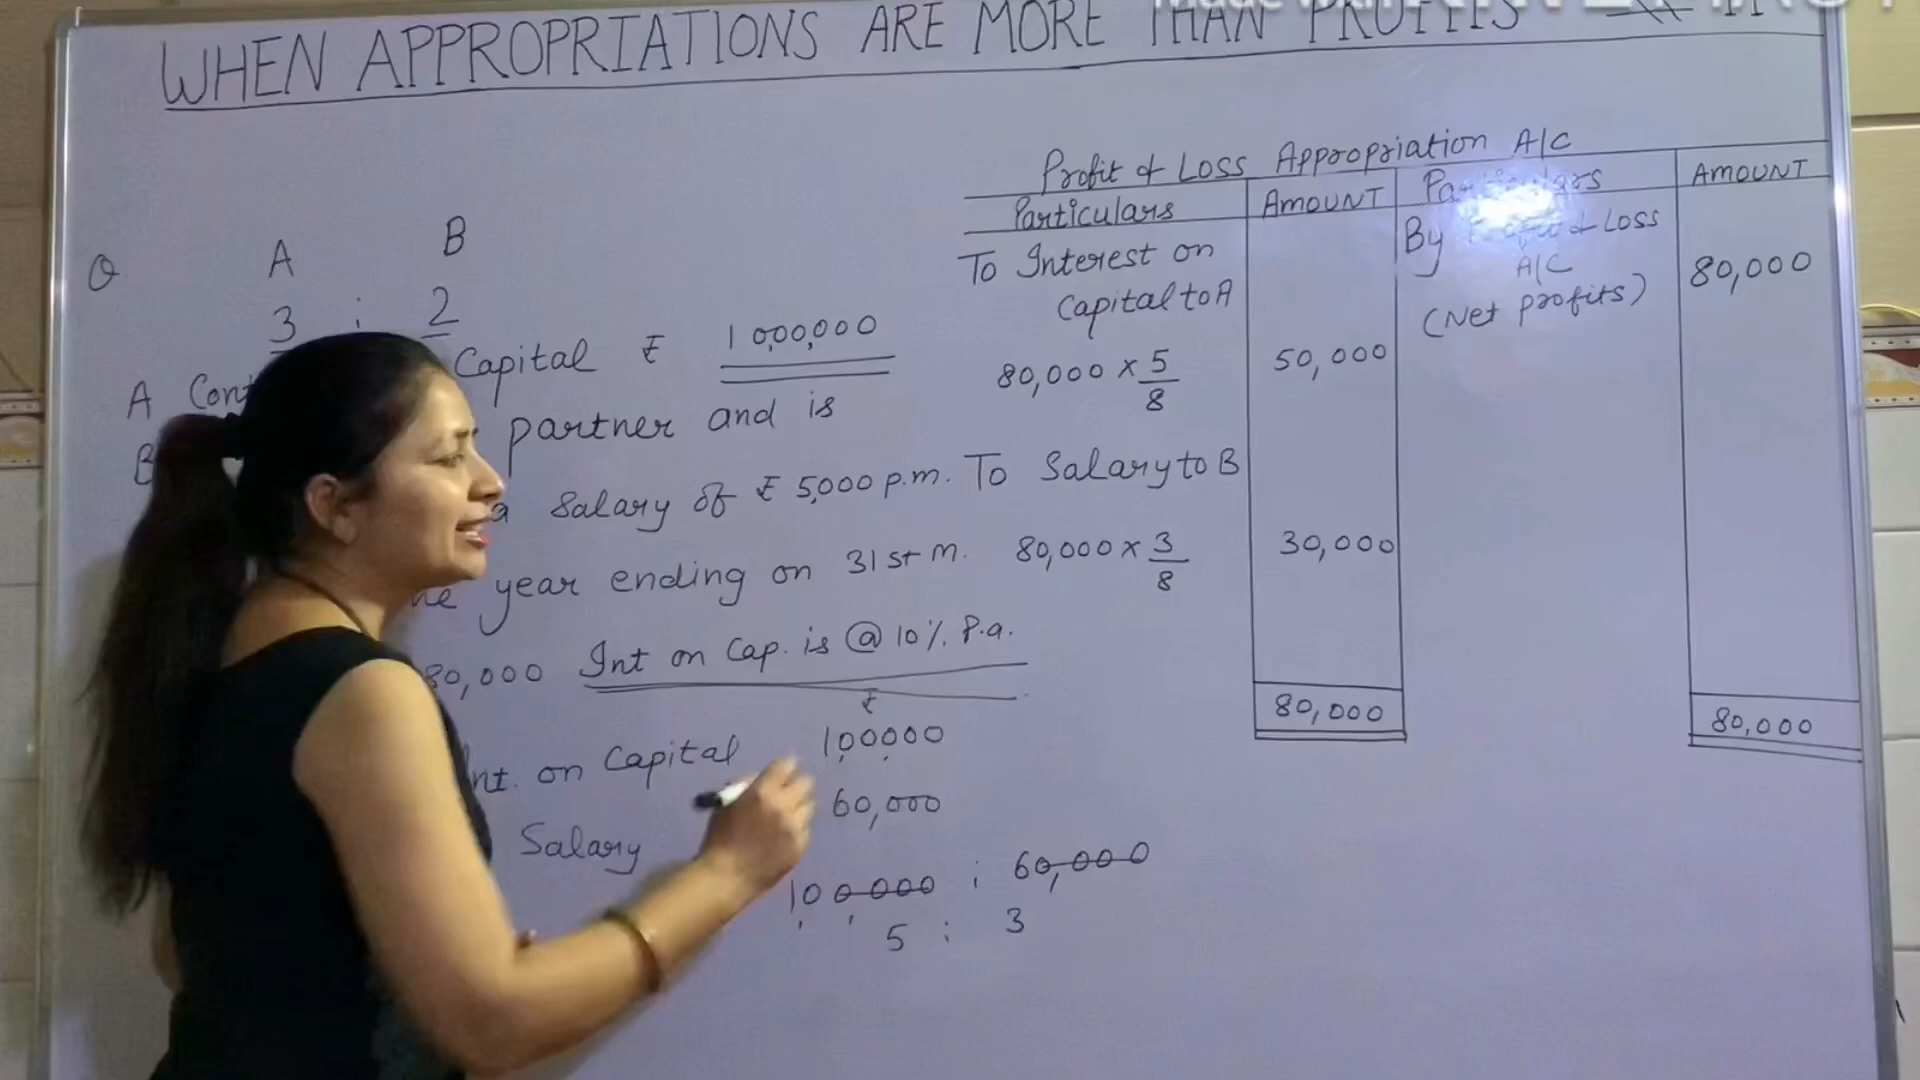 WHEN APPROPRIATIONS ARE MORE THAN PROFITS
Q A B
3 : 2
A Capital ₹ 10,00,000
B partner and is
a salary of ₹ 5,000 p.m.
year ending on 31st m.
80,000 Int on Cap. is @ 10% P.a.
₹
Int. on Capital 1,00,000
Salary 60,000
1,00,000 : 60,000
5 : 3
Profit & Loss Appropriation A/C
Particulars AMOUNT Particulars AMOUNT
To Interest on Capital to A
80,000 × 5/8 50,000
To Salary to B
80,000 × 3/8 30,000
80,000
By Profit & Loss A/C
(Net profits) 80,000
80,000